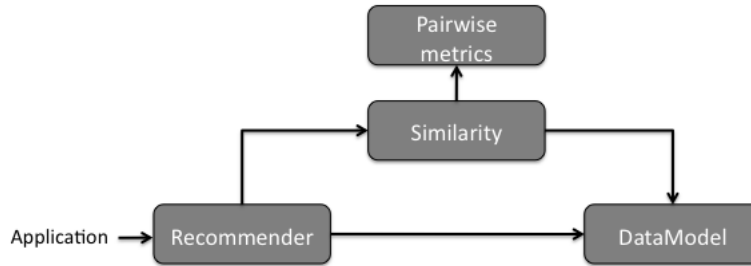 Pairwise
metrics
Similarity
Application
Recommender
DataModel